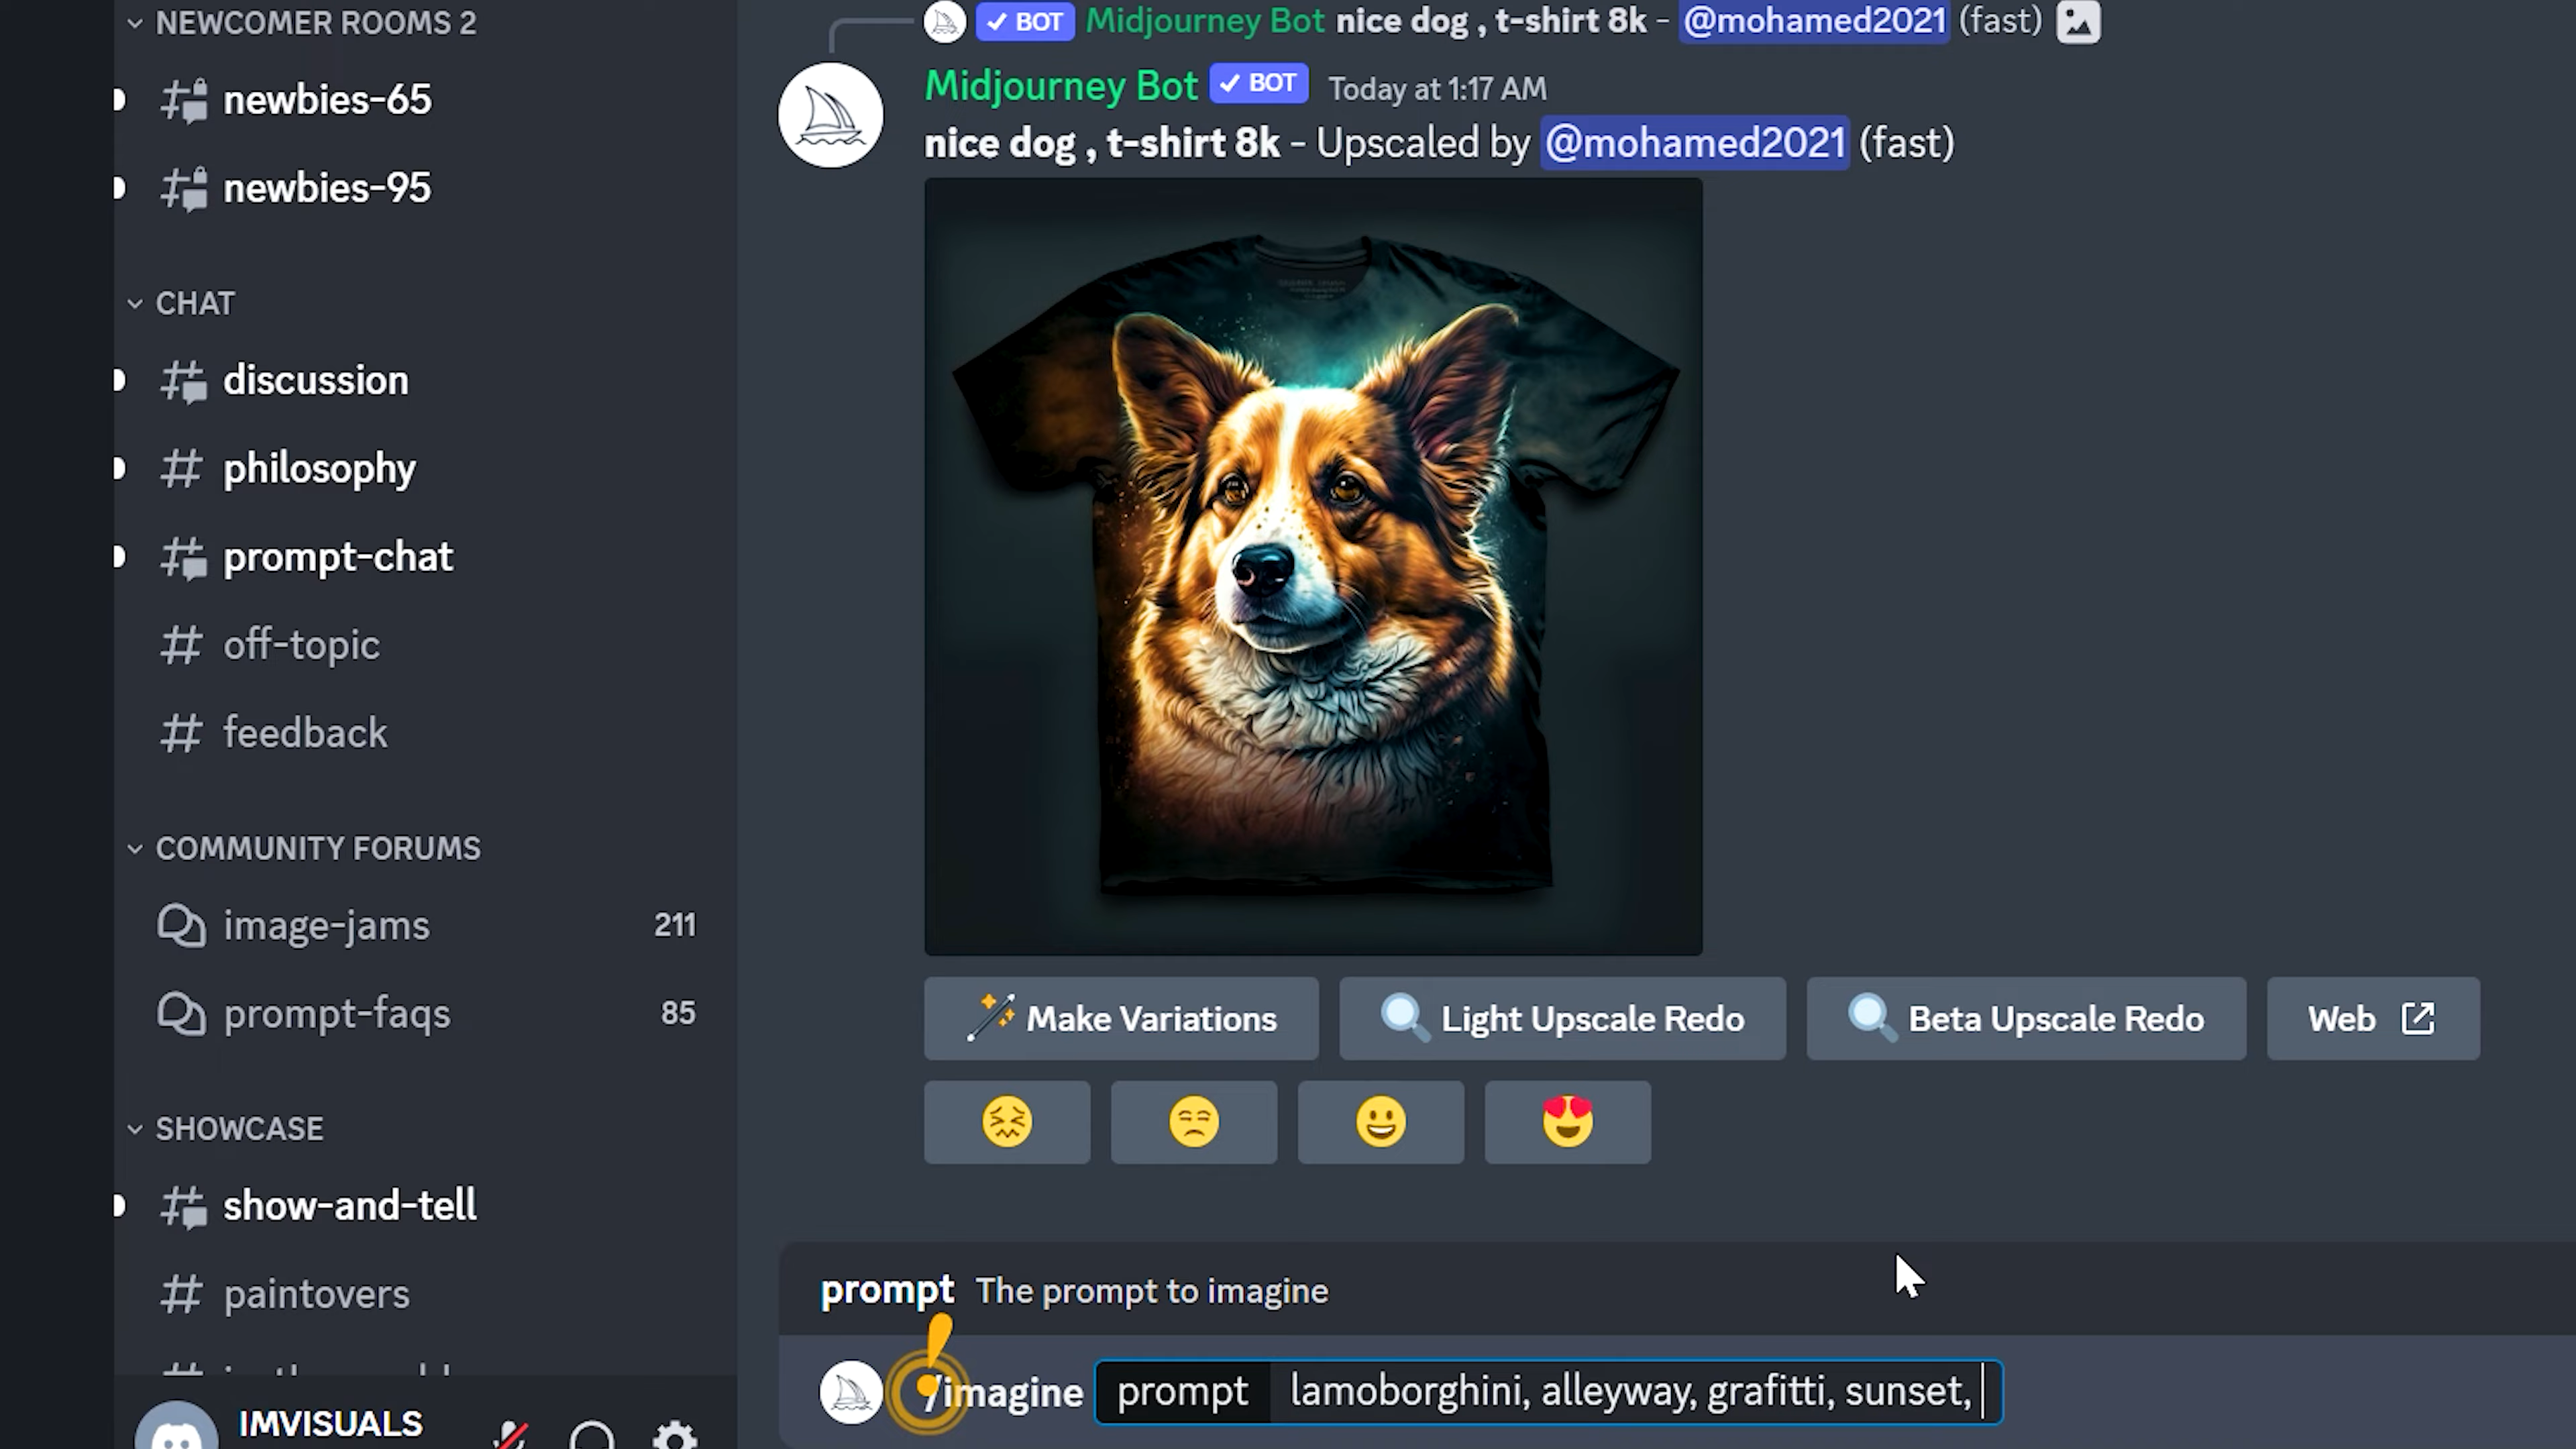 NEWCOMER ROOMS 2
newbies-65
newbies-95
CHAT
discussion
philosophy
prompt-chat
off-topic
feedback
COMMUNITY FORUMS
image-jams 211
prompt-faqs 85
SHOWCASE
show-and-tell
paintovers
IMVISUALS
BOT Midjourney Bot nice dog , t-shirt 8k - @mohamed2021 (fast)
Midjourney Bot BOT Today at 1:17 AM
nice dog , t-shirt 8k - Upscaled by @mohamed2021 (fast)
Make Variations Light Upscale Redo Beta Upscale Redo Web
prompt The prompt to imagine
/imagine prompt lamoborghini, alleyway, grafitti, sunset,